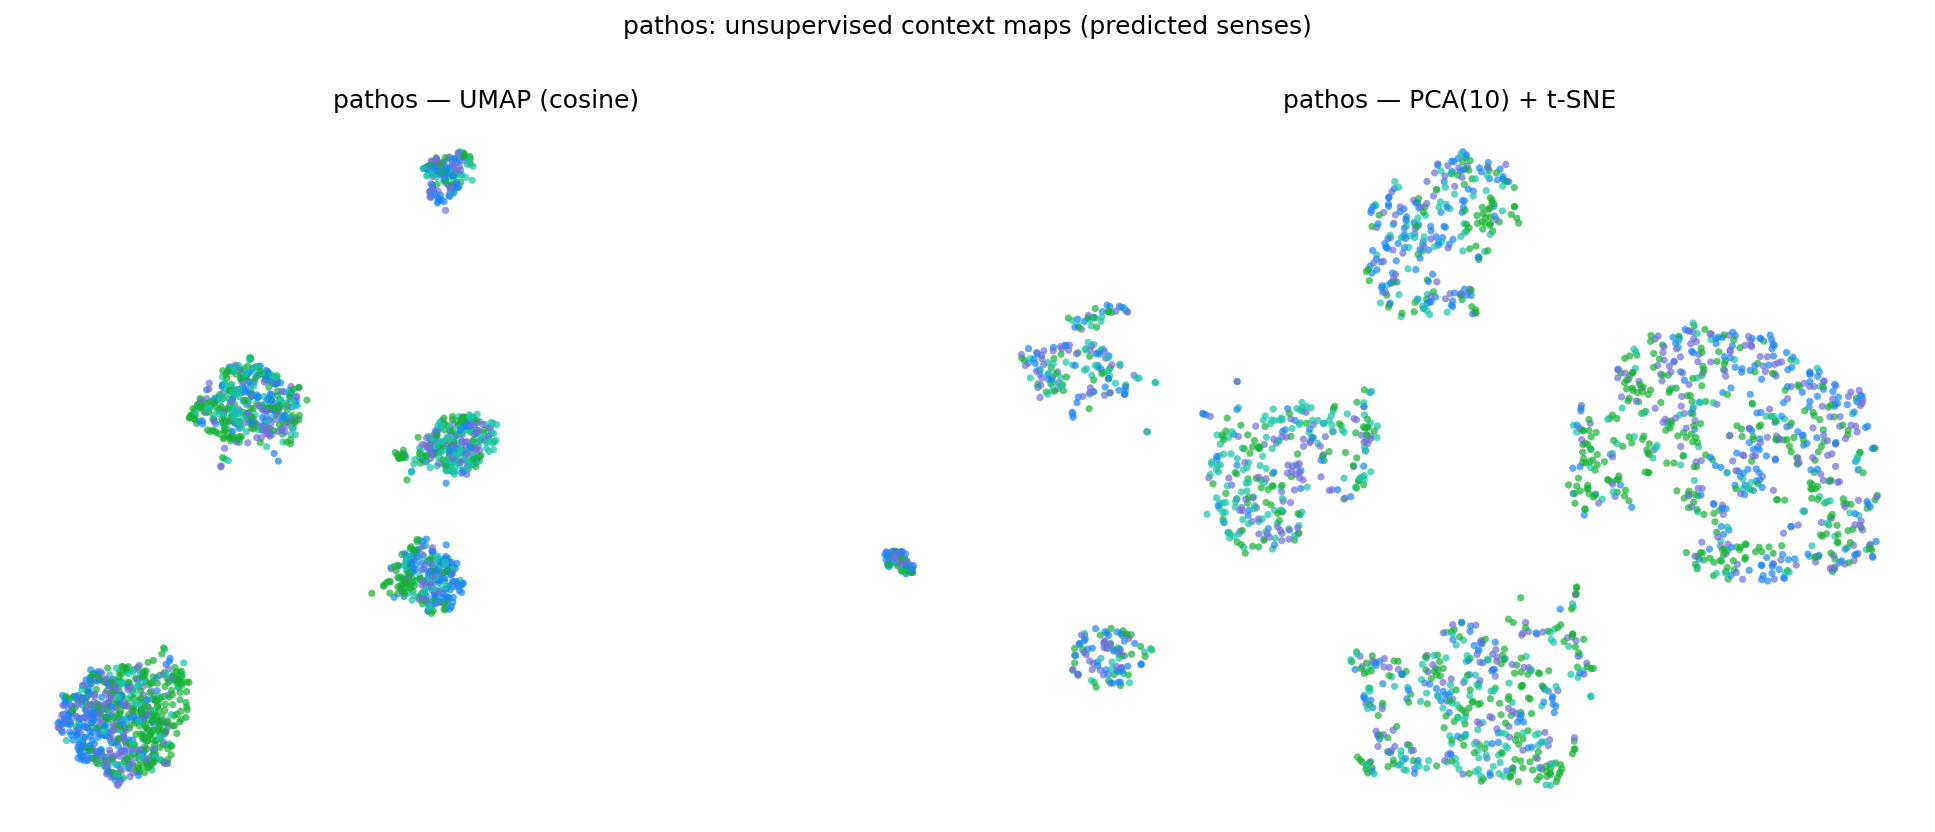 pathos: unsupervised context maps (predicted senses)
pathos — UMAP (cosine)
pathos — PCA(10) + t-SNE